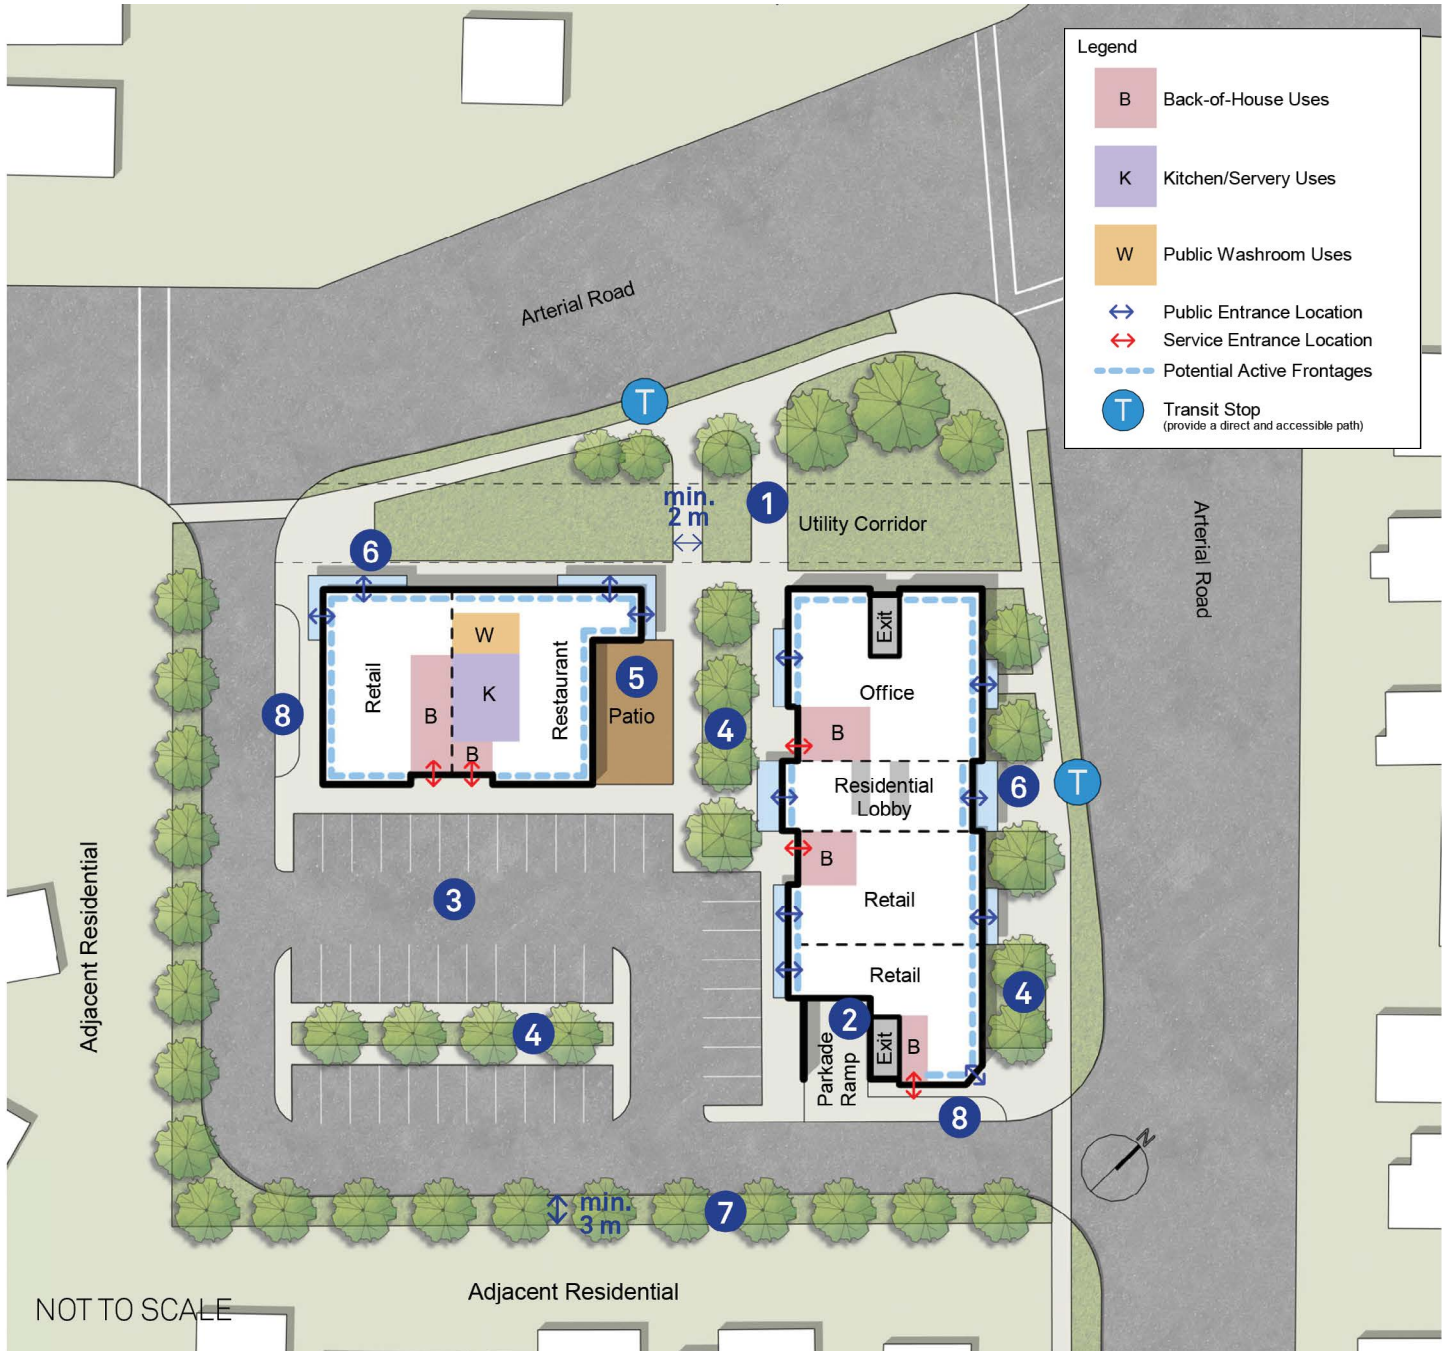 Legend
B
Back-of-House Uses
K
Kitchen/Servery Uses
W
Public Washroom Uses
Public Entrance Location
Service Entrance Location
Potential Active Frontages
T
Transit Stop
(provide a direct and accessible path)
Arterial Road
T
min.
2 m
1
Utility Corridor
Arterial Road
6
Exit
W
Retail
Restaurant
5
K
Office
8
B
Patio
4
B
B
Residential
Lobby
6
T
B
Adjacent Residential
3
Retail
Retail
4
4
2
Parkade
Ramp
Exit
B
8
N
min.
3 m
7
Adjacent Residential
NOT TO SCALE